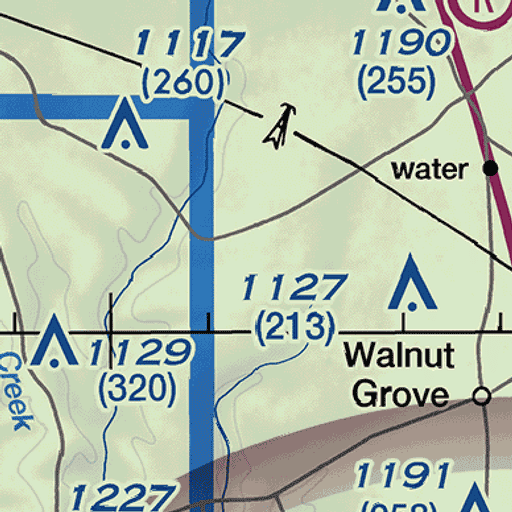 R
1117
(260)
1190
(255)
water
1127
(213)
1129
(320)
Walnut
Grove
Creek
1191
1227